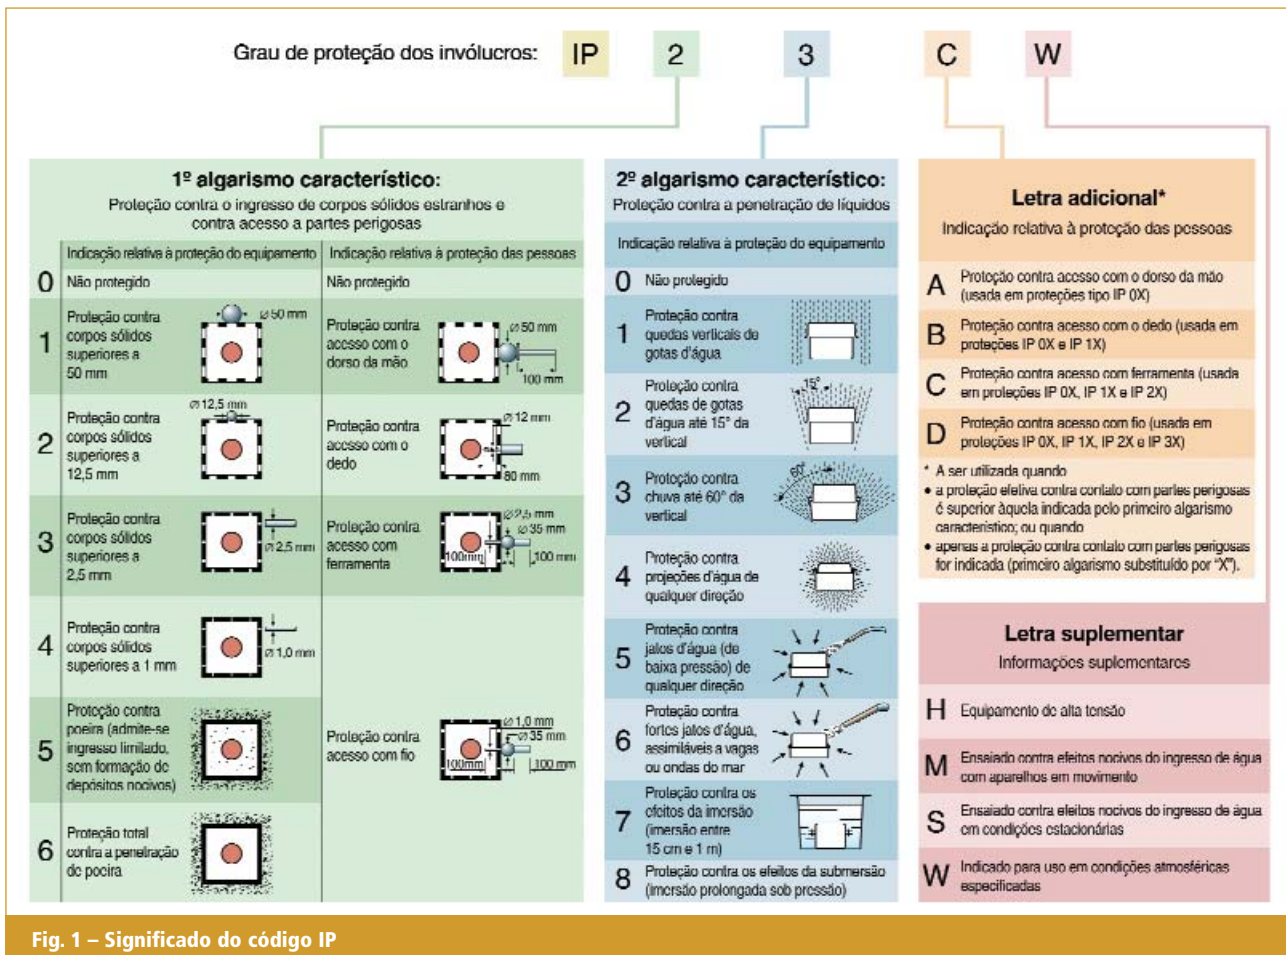 Grau de proteção dos invólucros: IP 2 3 C W
1º algarismo característico:
Proteção contra o ingresso de corpos sólidos estranhos e
contra acesso a partes perigosas
Indicação relativa à proteção do equipamento
Indicação relativa à proteção das pessoas
0
Não protegido
Não protegido
1
Proteção contra
corpos sólidos
superiores a
50 mm
Ø 50 mm
Proteção contra
acesso com o
dorso da mão
Ø 50 mm
100 mm
2
Proteção contra
corpos sólidos
superiores a
12,5 mm
Ø 12,5 mm
Proteção contra
acesso com o
dedo
Ø 12 mm
80 mm
3
Proteção contra
corpos sólidos
superiores a
2,5 mm
Ø 2,5 mm
Proteção contra
acesso com
ferramenta
Ø 2,5 mm
Ø 35 mm
100mm
100 mm
4
Proteção contra
corpos sólidos
superiores a 1 mm
Ø 1,0 mm
5
Proteção contra
poeira (admite-se
ingresso limitado,
sem formação de
depósitos nocivos)
Proteção contra
acesso com fio
Ø 1,0 mm
Ø 35 mm
100mm
100 mm
6
Proteção total
contra a penetração
de poeira
2º algarismo característico:
Proteção contra a penetração de líquidos
Indicação relativa à proteção do equipamento
0
Não protegido
1
Proteção contra
quedas verticais de
gotas d'água
2
Proteção contra
quedas de gotas
d'água até 15° da
vertical
15°
3
Proteção contra
chuva até 60° da
vertical
60°
4
Proteção contra
projeções d'água de
qualquer direção
5
Proteção contra
jatos d'água (de
baixa pressão) de
qualquer direção
6
Proteção contra
fortes jatos d'água,
assimiláveis a vagas
ou ondas do mar
7
Proteção contra os
efeitos da imersão
(imersão entre
15 cm e 1 m)
8
Proteção contra os efeitos da submersão
(imersão prolongada sob pressão)
Letra adicional*
Indicação relativa à proteção das pessoas
A
Proteção contra acesso com o dorso da mão
(usada em proteções tipo IP 0X)
B
Proteção contra acesso com o dedo (usada em
proteções IP 0X e IP 1X)
C
Proteção contra acesso com ferramenta (usada
em proteções IP 0X, IP 1X e IP 2X)
D
Proteção contra acesso com fio (usada em
proteções IP 0X, IP 1X, IP 2X e IP 3X)
* A ser utilizada quando
• a proteção efetiva contra contato com partes perigosas
é superior àquela indicada pelo primeiro algarismo
característico; ou quando
• apenas a proteção contra contato com partes perigosas
for indicada (primeiro algarismo substituído por "X").
Letra suplementar
Informações suplementares
H
Equipamento de alta tensão
M
Ensaiado contra efeitos nocivos do ingresso de água
com aparelhos em movimento
S
Ensaiado contra efeitos nocivos do ingresso de água
em condições estacionárias
W
Indicado para uso em condições atmosféricas
especificadas
Fig. 1 – Significado do código IP